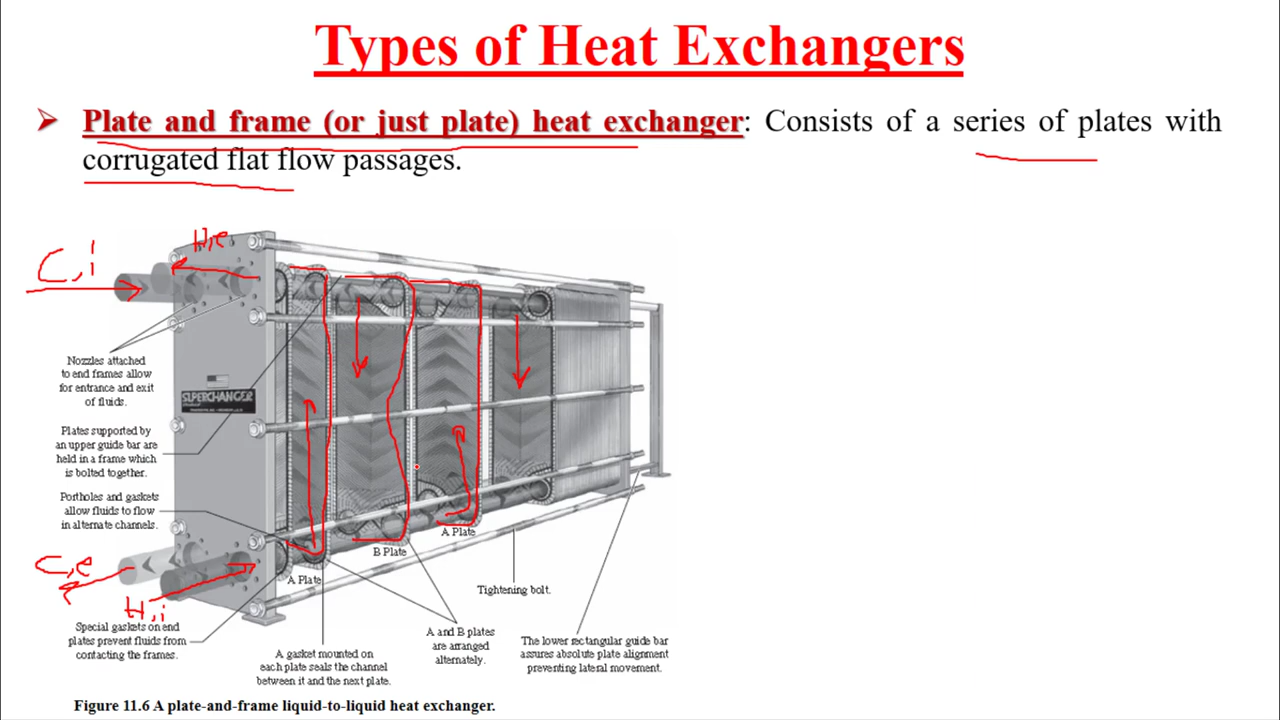 Types of Heat Exchangers
➢ Plate and frame (or just plate) heat exchanger: Consists of a series of plates with
corrugated flat flow passages.
H,e
C,i
Nozzles attached
to end frames allow
for entrance and exit
of fluids.
SUPERCHANGER
Plates supported by
an upper guide bar are
held in a frame which
is bolted together.
Portholes and gaskets
allow fluids to flow
in alternate channels.
A Plate
B Plate
A Plate
C,e
H,i
Tightening bolt.
Special gaskets on end
plates prevent fluids from
contacting the frames.
A gasket mounted on
each plate seals the channel
between it and the next plate.
A and B plates
are arranged
alternately.
The lower rectangular guide bar
assures absolute plate alignment
preventing lateral movement.
Figure 11.6 A plate-and-frame liquid-to-liquid heat exchanger.